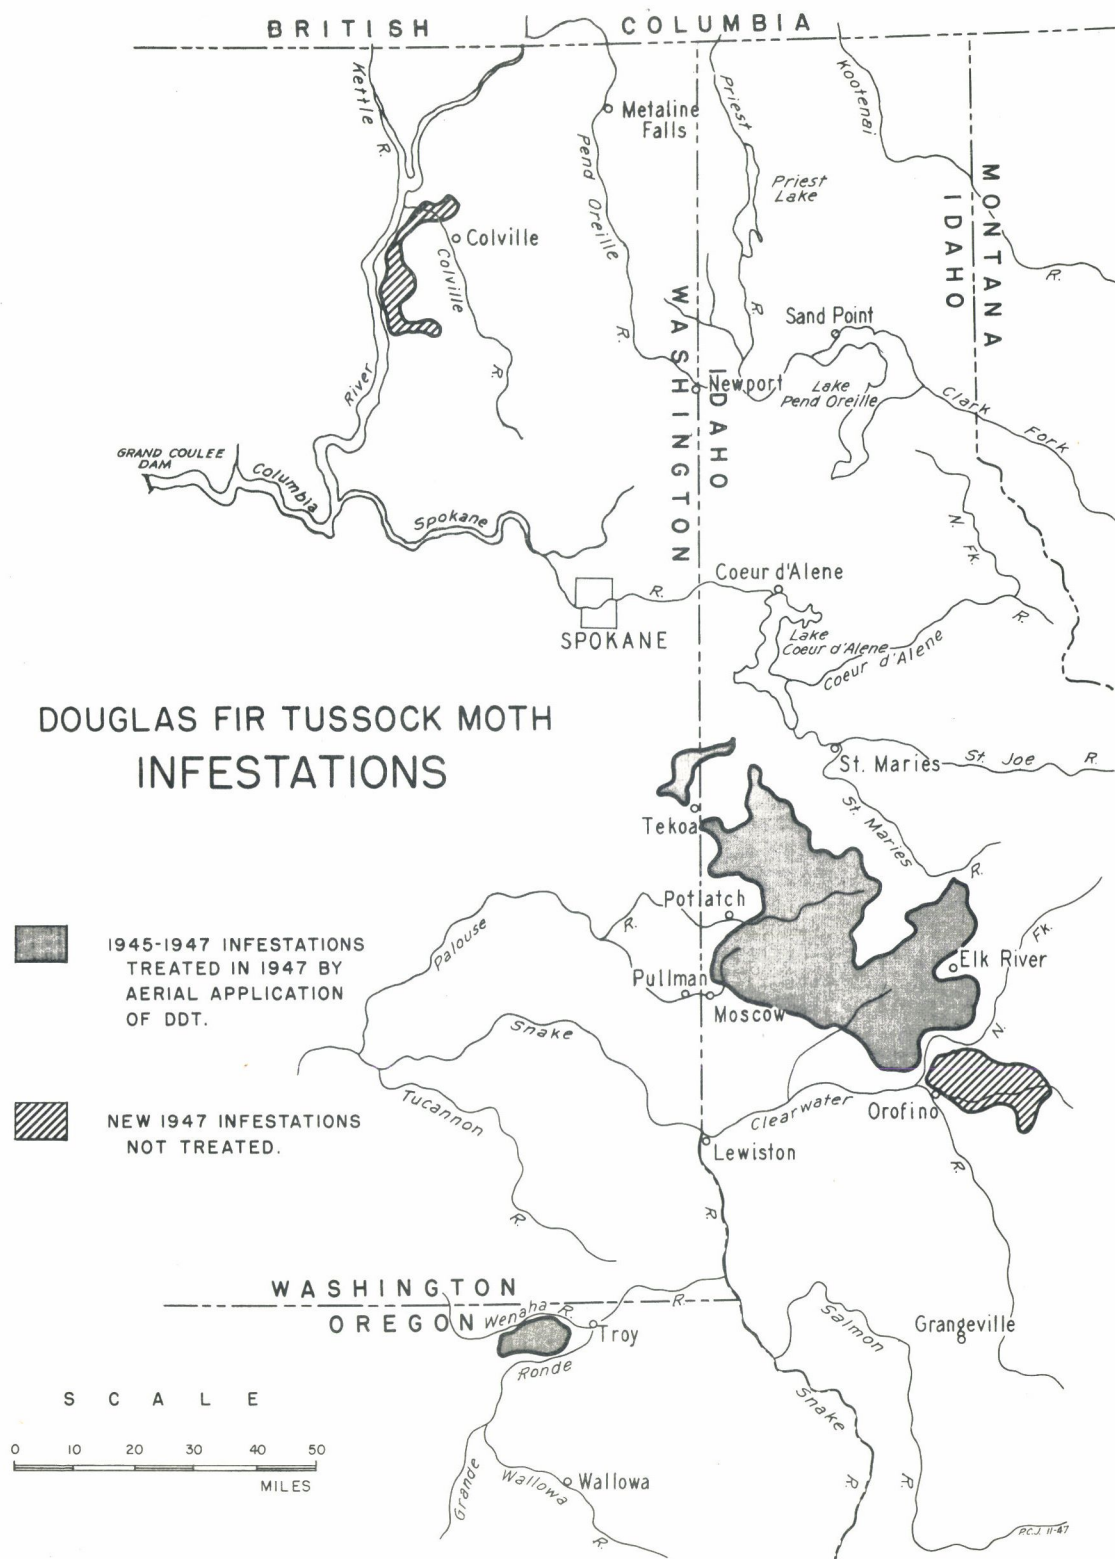 BRITISH COLUMBIA
Kettle
R.
Metaline
Falls
Pend Oreille
R.
Priest
R.
Priest
Lake
Kootenai
R.
MONTANA
IDAHO
Colville
Colville
R.
WASHINGTON
IDAHO
Sand Point
Newport
Lake
Pend Oreille
Clark
Fork
River
GRAND COULEE
DAM
Columbia
Spokane
R.
N. Fk.
R.
Coeur d'Alene
SPOKANE
Lake
Coeur d'Alene
Coeur d'Alene
DOUGLAS FIR TUSSOCK MOTH
INFESTATIONS
St. Maries
St. Joe R.
St. Maries
R.
Tekoa
Potlatch
R.
Palouse
1945-1947 INFESTATIONS
TREATED IN 1947 BY
AERIAL APPLICATION
OF DDT.
Fk.
N.
Elk River
Pullman
Moscow
Snake
Tucannon
R.
Clearwater
Orofino
R.
NEW 1947 INFESTATIONS
NOT TREATED.
Lewiston
R.
WASHINGTON
OREGON
Wenaha R.
R.
Troy
Ronde
Salmon
R.
Grangeville
SCALE
0 10 20 30 40 50
MILES
Snake
R.
Grande
Wallowa
R.
Wallowa
P.C.J. 11-47